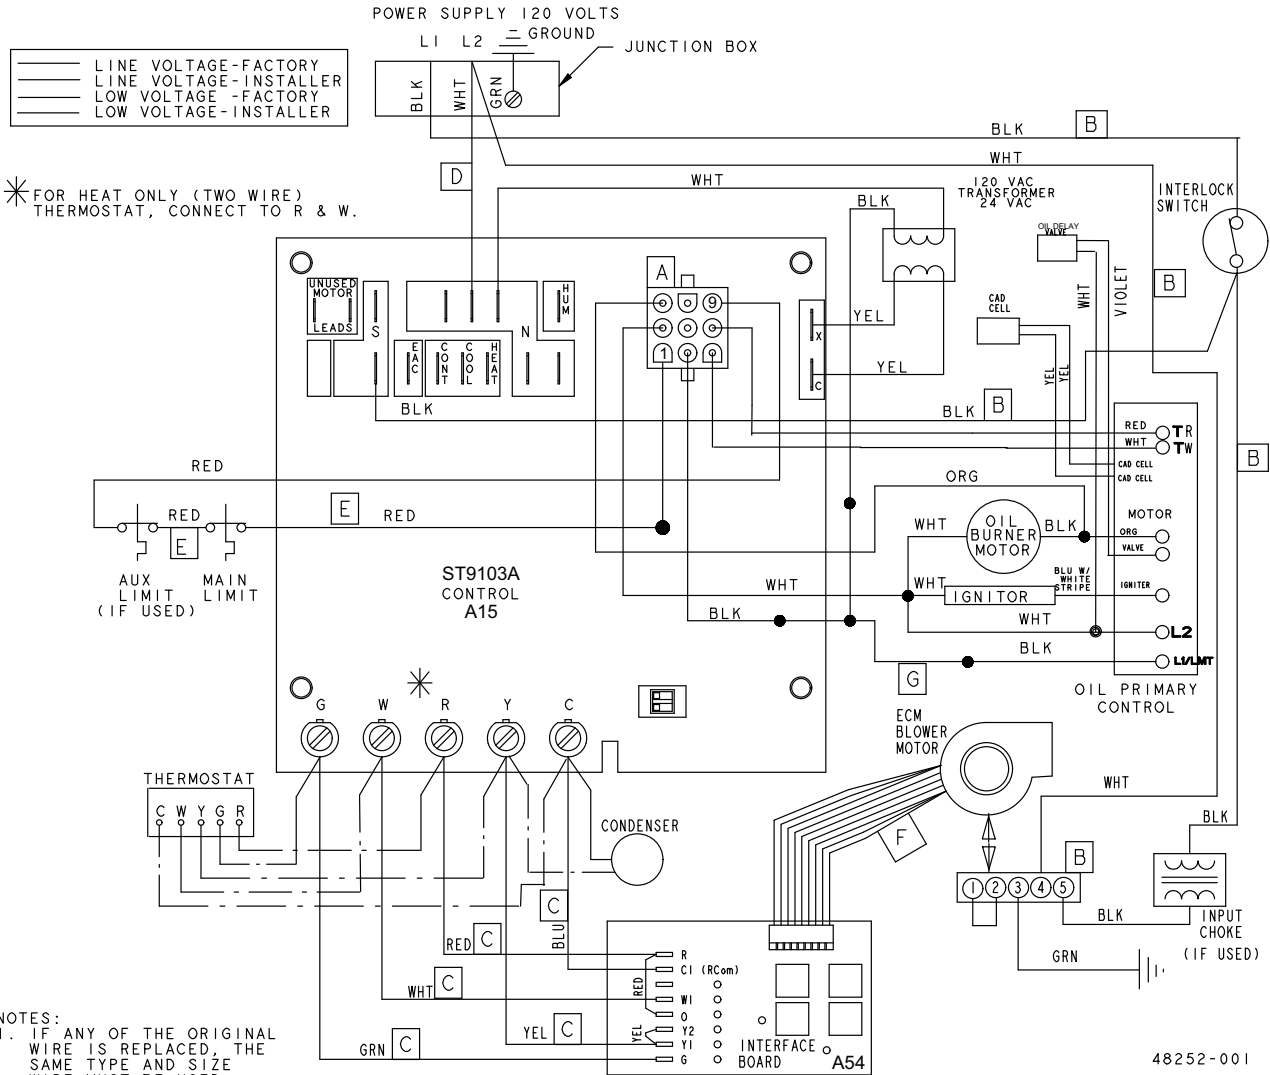 POWER SUPPLY 120 VOLTS
L1 L2 GROUND
JUNCTION BOX
LINE VOLTAGE-FACTORY
LINE VOLTAGE-INSTALLER
LOW VOLTAGE -FACTORY
LOW VOLTAGE-INSTALLER
BLK WHT GRN
BLK B
WHT
D
WHT
FOR HEAT ONLY (TWO WIRE)
THERMOSTAT, CONNECT TO R & W.
120 VAC
TRANSFORMER
24 VAC
BLK
INTERLOCK
SWITCH
OIL DELAY
VALVE
WHT
VIOLET
B
CAD
CELL
YEL
YEL
UNUSED
MOTOR
LEADS
S
EAC
CONT
COOL
HEAT
N
HUM
A
9
1
X
C
YEL
YEL
BLK
BLK B
RED T R
WHT T W
CAD CELL
CAD CELL
B
RED
ORG
E
RED
E
RED
AUX
LIMIT
(IF USED)
MAIN
LIMIT
ST9103A
CONTROL
A15
WHT
OIL
BURNER
MOTOR
BLK
MOTOR
ORG
VALVE
WHT
WHT
IGNITOR
BLU W/
WHITE
STRIPE
IGNITER
BLK
WHT
L2
BLK
L1/LMT
G
OIL PRIMARY
CONTROL
G W R Y C
ECM
BLOWER
MOTOR
THERMOSTAT
C W Y G R
CONDENSER
F
WHT
BLK
B
1 2 3 4 5
BLK
INPUT
CHOKE
(IF USED)
GRN
C
BLU
RED C
WHT C
YEL C
GRN C
RED
YEL
R
C1 (RCom)
W1
O
Y2
Y1
G
INTERFACE
BOARD
A54
NOTES:
1. IF ANY OF THE ORIGINAL
WIRE IS REPLACED, THE
SAME TYPE AND SIZE
WIRE MUST BE USED
48252-001